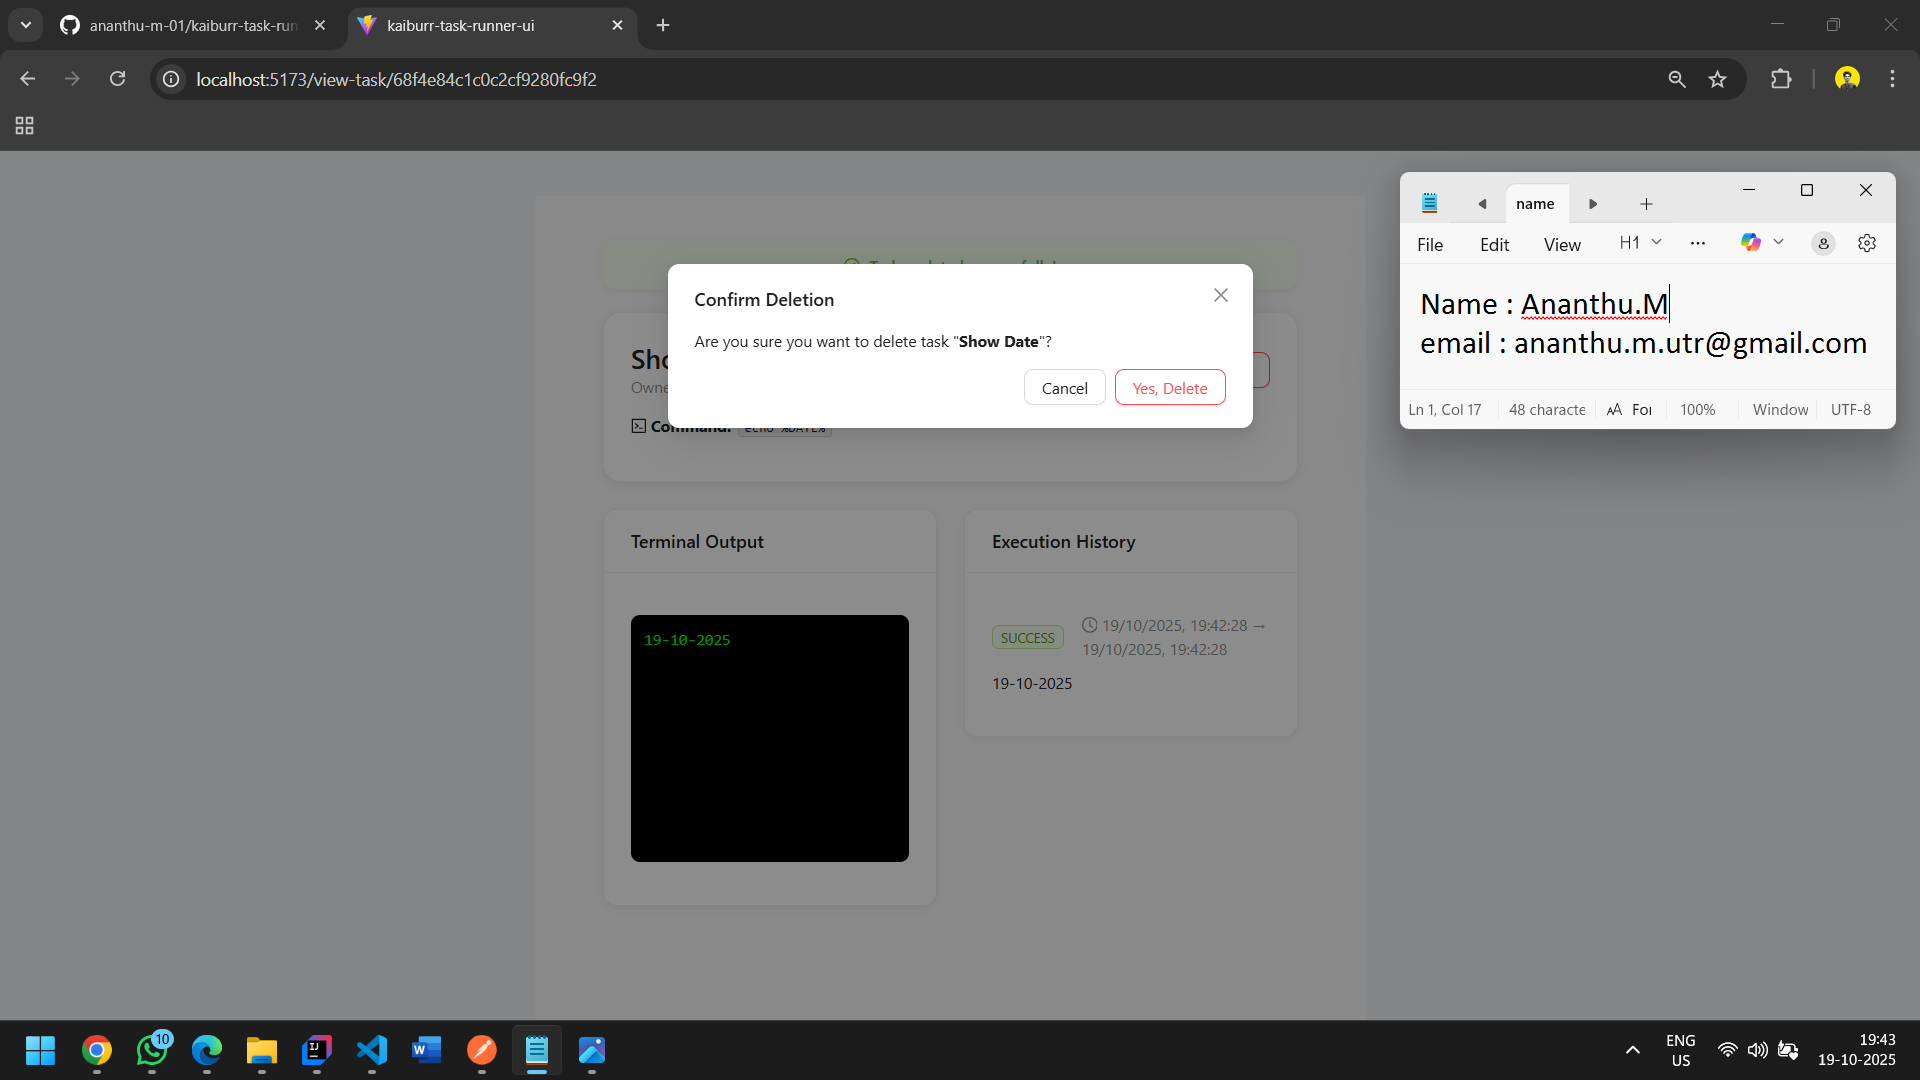 ananthu-m-01/kaiburr-task-run
kaiburr-task-runner-ui
localhost:5173/view-task/68f4e84c1c0c2cf9280fc9f2
name
File Edit View H1
Name : Ananthu.M
email : ananthu.m.utr@gmail.com
Ln 1, Col 17 48 characte For 100% Window UTF-8
Confirm Deletion
Are you sure you want to delete task "Show Date"?
Cancel
Yes, Delete
Sho
Owne
Command: echo %DATE%
Terminal Output
19-10-2025
Execution History
SUCCESS
19/10/2025, 19:42:28 →
19/10/2025, 19:42:28
19-10-2025
10
ENG
US
19:43
19-10-2025